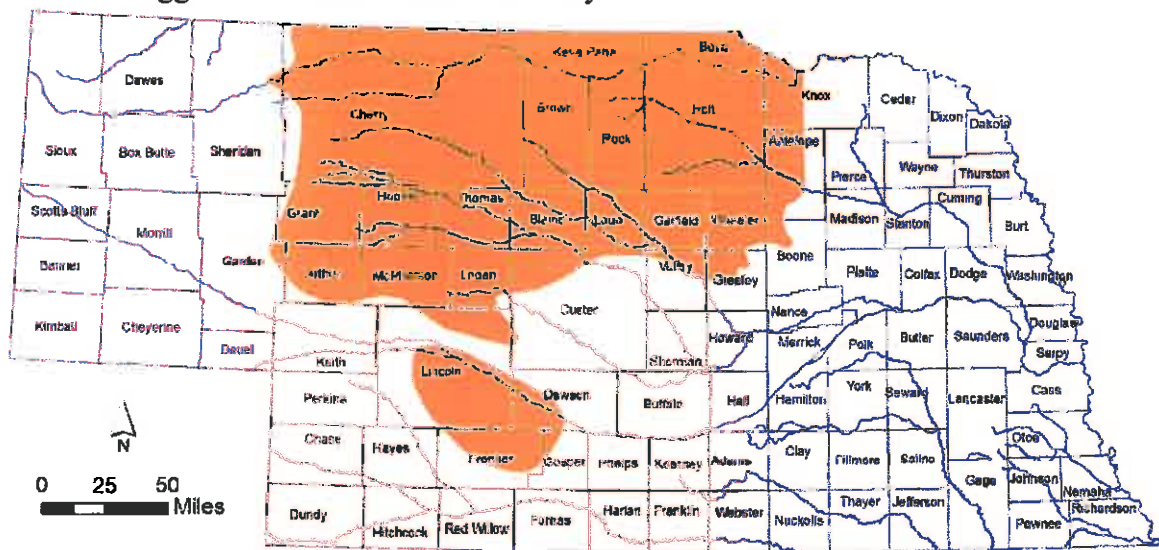 Dawes
Keya Paha
Boyd
Knox
Cedar
Dixon
Dakota
Cherry
Brown
Rock
Holt
Antelope
Sioux
Box Butte
Sheridan
Pierce
Wayne
Thurston
Grant
Thomas
Blaine
Garfield
Wheeler
Madison
Stanton
Cuming
Burt
Scotts Bluff
Morrill
Garden
Banner
McPherson
Logan
Custer
Valley
Greeley
Boone
Platte
Colfax
Dodge
Washington
Kimball
Cheyenne
Deuel
Keith
Lincoln
Sherman
Howard
Nance
Merrick
Polk
Butler
Saunders
Douglas
Sarpy
Perkins
Dawson
Buffalo
Hall
Hamilton
York
Seward
Lancaster
Cass
Otoe
N
Chase
Hayes
Frontier
Gosper
Phelps
Kearney
Adams
Clay
Fillmore
Saline
Gage
Johnson
Nemaha
Richardson
0 25 50
Miles
Dundy
Hitchcock
Red Willow
Furnas
Harlan
Franklin
Webster
Nuckolls
Thayer
Jefferson
Pawnee